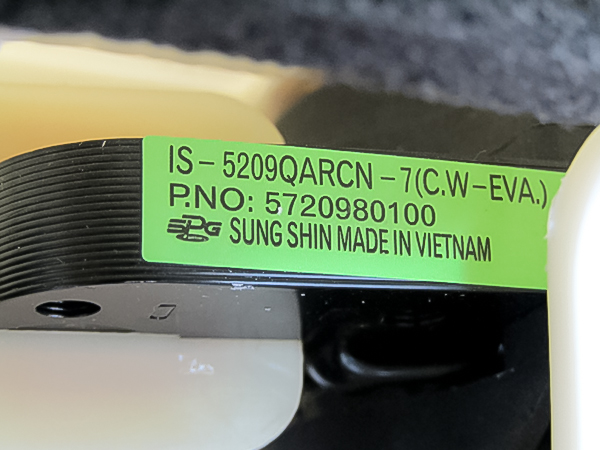 IS-5209QARCN-7(C.W-EVA.)
P.NO: 5720980100
SPG SUNG SHIN MADE IN VIETNAM